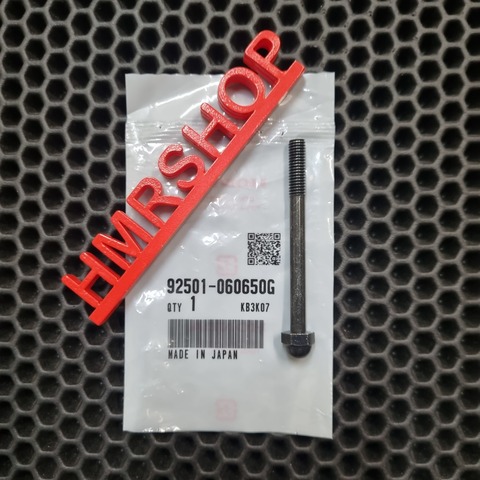 HMRSHOP
92501-060650G
QTY 1 KB3K07
MADE IN JAPAN